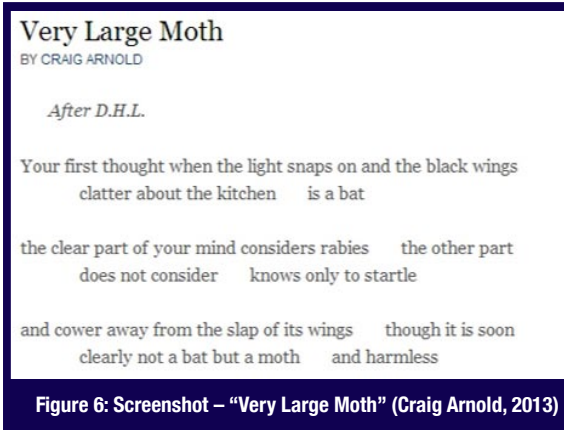 Very Large Moth
BY CRAIG ARNOLD
After D.H.L.
Your first thought when the light snaps on and the black wings
clatter about the kitchen is a bat
the clear part of your mind considers rabies the other part
does not consider knows only to startle
and cower away from the slap of its wings though it is soon
clearly not a bat but a moth and harmless
Figure 6: Screenshot – “Very Large Moth” (Craig Arnold, 2013)